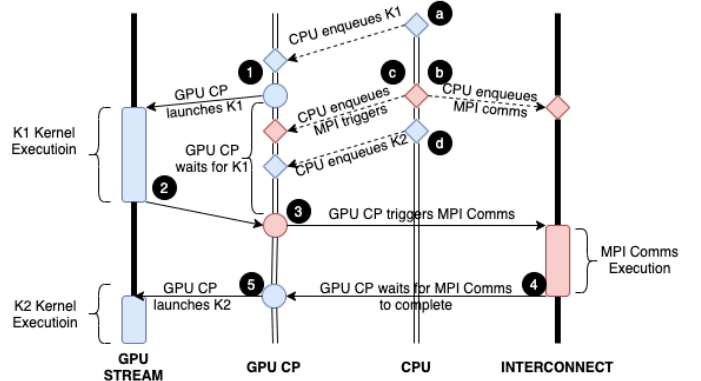 a
CPU enqueues K1
1
c
b
GPU CP
launches K1
CPU enqueues
MPI triggers
CPU enqueues
MPI comms
K1 Kernel
Executioin
GPU CP
waits for K1
CPU enqueues K2
d
2
3
GPU CP triggers MPI Comms
MPI Comms
Execution
5
4
GPU CP
launches K2
GPU CP waits for MPI Comms
to complete
K2 Kernel
Executioin
GPU
STREAM
GPU CP
CPU
INTERCONNECT